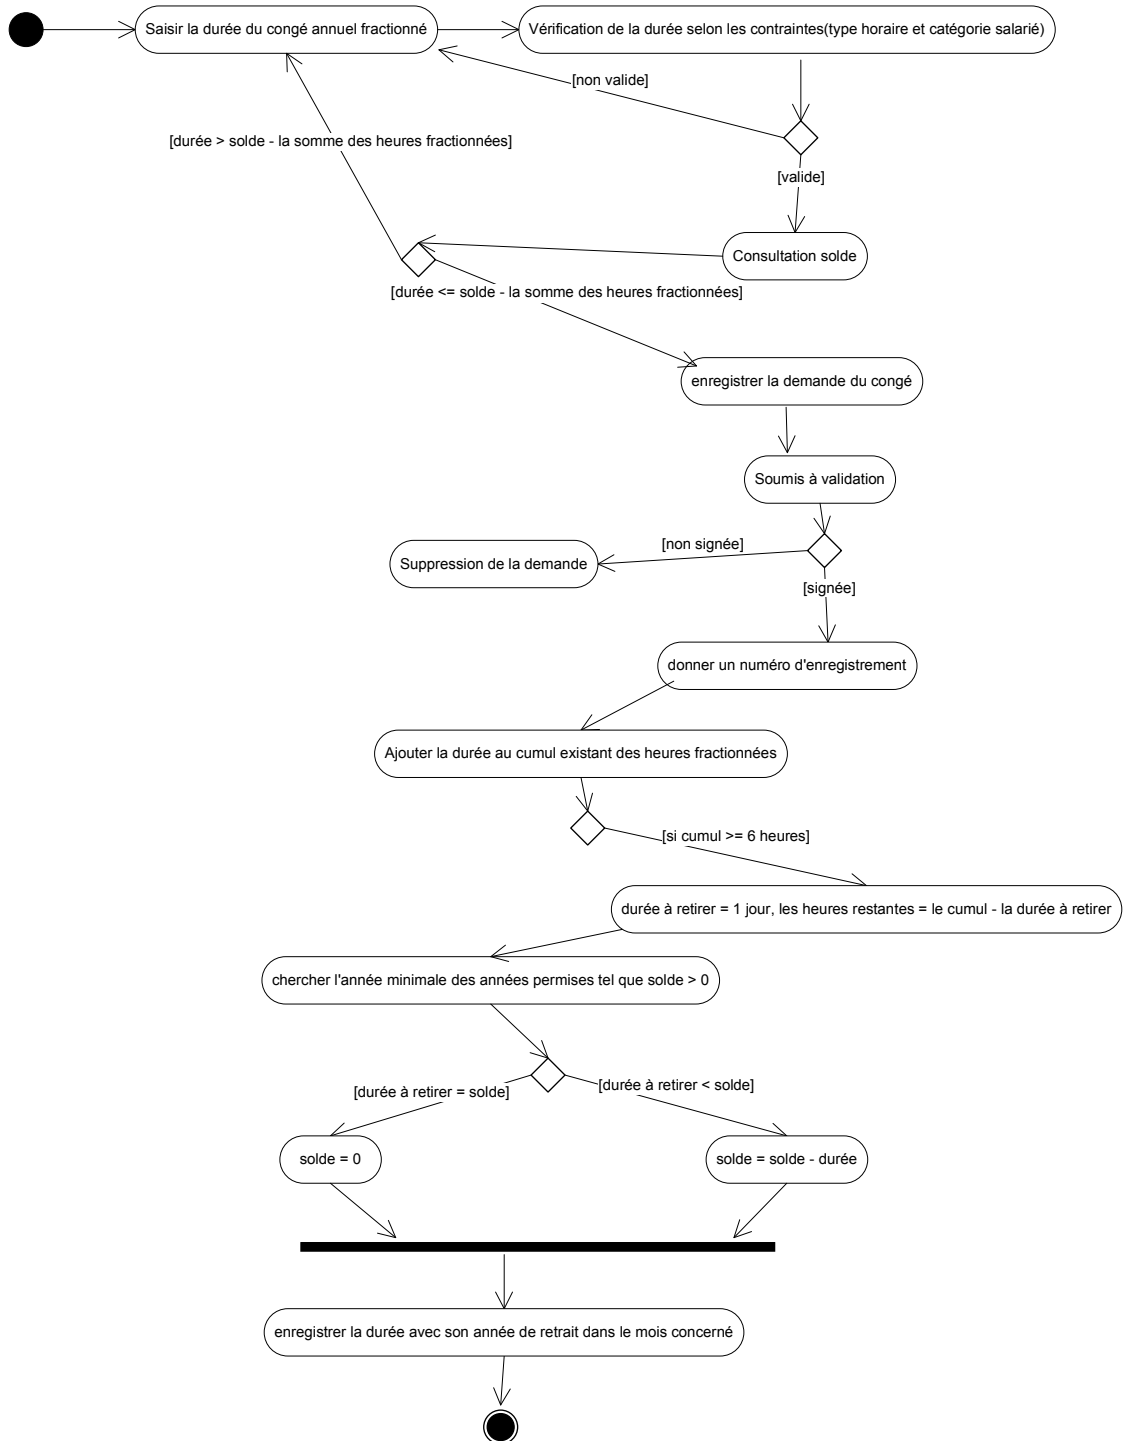 Saisir la durée du congé annuel fractionné
Vérification de la durée selon les contraintes(type horaire et catégorie salarié)
[non valide]
[durée > solde - la somme des heures fractionnées]
[valide]
Consultation solde
[durée <= solde - la somme des heures fractionnées]
enregistrer la demande du congé
Soumis à validation
[non signée]
Suppression de la demande
[signée]
donner un numéro d'enregistrement
Ajouter la durée au cumul existant des heures fractionnées
[si cumul >= 6 heures]
durée à retirer = 1 jour, les heures restantes = le cumul - la durée à retirer
chercher l'année minimale des années permises tel que solde > 0
[durée à retirer = solde]
[durée à retirer < solde]
solde = 0
solde = solde - durée
enregistrer la durée avec son année de retrait dans le mois concerné